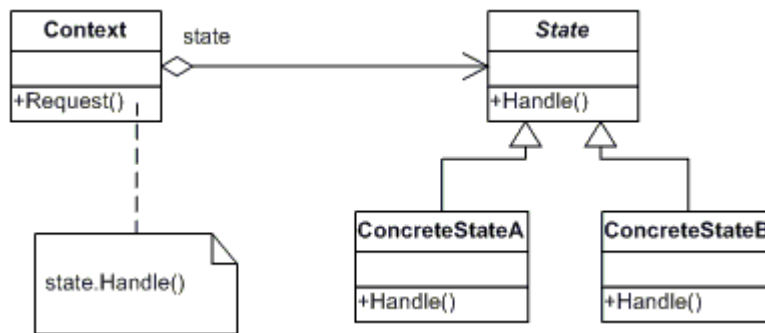 Context
state
State
+Request()
+Handle()
state.Handle()
ConcreteStateA
ConcreteStateB
+Handle()
+Handle()